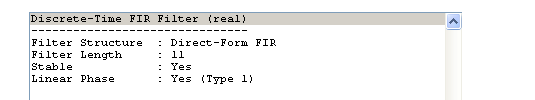 Discrete-Time FIR Filter (real)
-------------------------------
Filter Structure  : Direct-Form FIR
Filter Length     : 11
Stable            : Yes
Linear Phase      : Yes (Type 1)